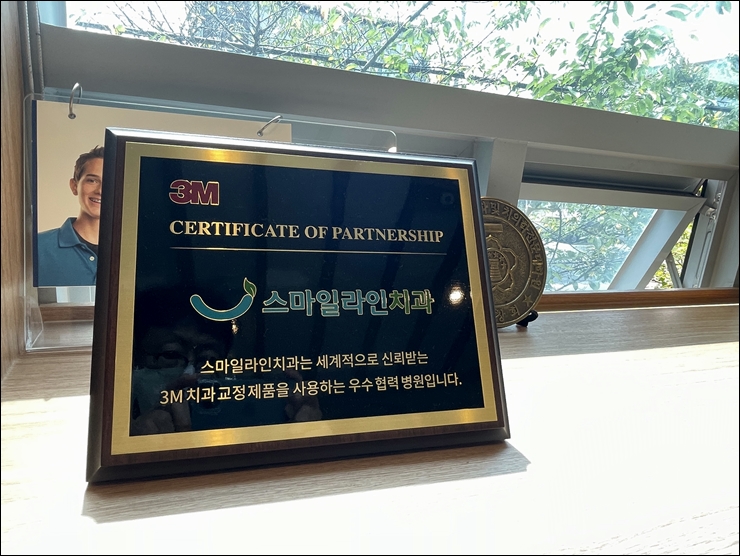 3M
CERTIFICATE OF PARTNERSHIP
스마일라인치과
스마일라인치과는 세계적으로 신뢰받는
3M 치과 교정 제품을 사용하는 우수 협력 병원입니다.